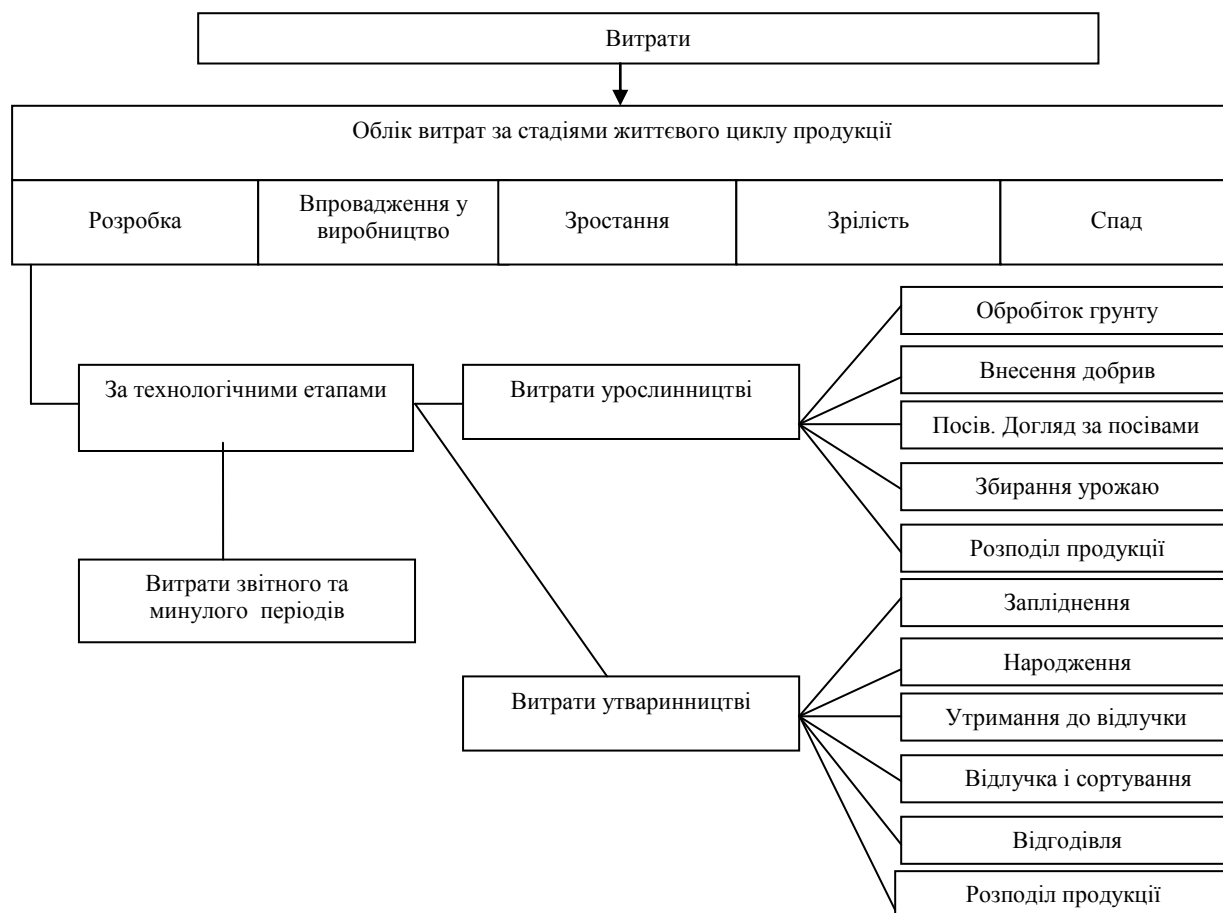 Витрати
Облік витрат за стадіями життєвого циклу продукції
Розробка
Впровадження у
виробництво
Зростання
Зрілість
Спад
За технологічними етапами
Витрати звітного та
минулого періодів
Витрати урослинництві
Обробіток грунту
Внесення добрив
Посів. Догляд за посівами
Збирання урожаю
Розподіл продукції
Витрати утваринництві
Запліднення
Народження
Утримання до відлучки
Відлучка і сортування
Відгодівля
Розподіл продукції